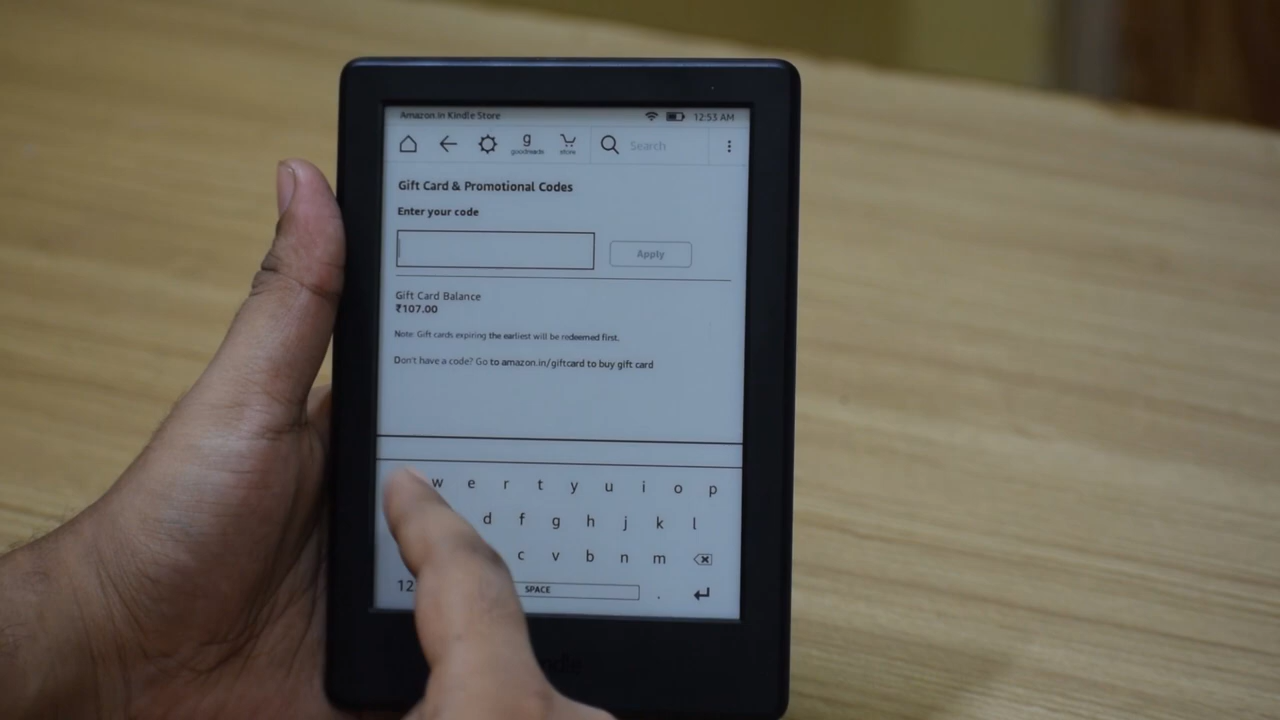 Amazon.in Kindle Store 12:53 AM
g
goodreads store Search
Gift Card & Promotional Codes
Enter your code
Apply
Gift Card Balance
₹107.00
Note: Gift cards expiring the earliest will be redeemed first.
Don't have a code? Go to amazon.in/giftcard to buy gift card
w e r t y u i o p
d f g h j k l
c v b n m
12 SPACE .